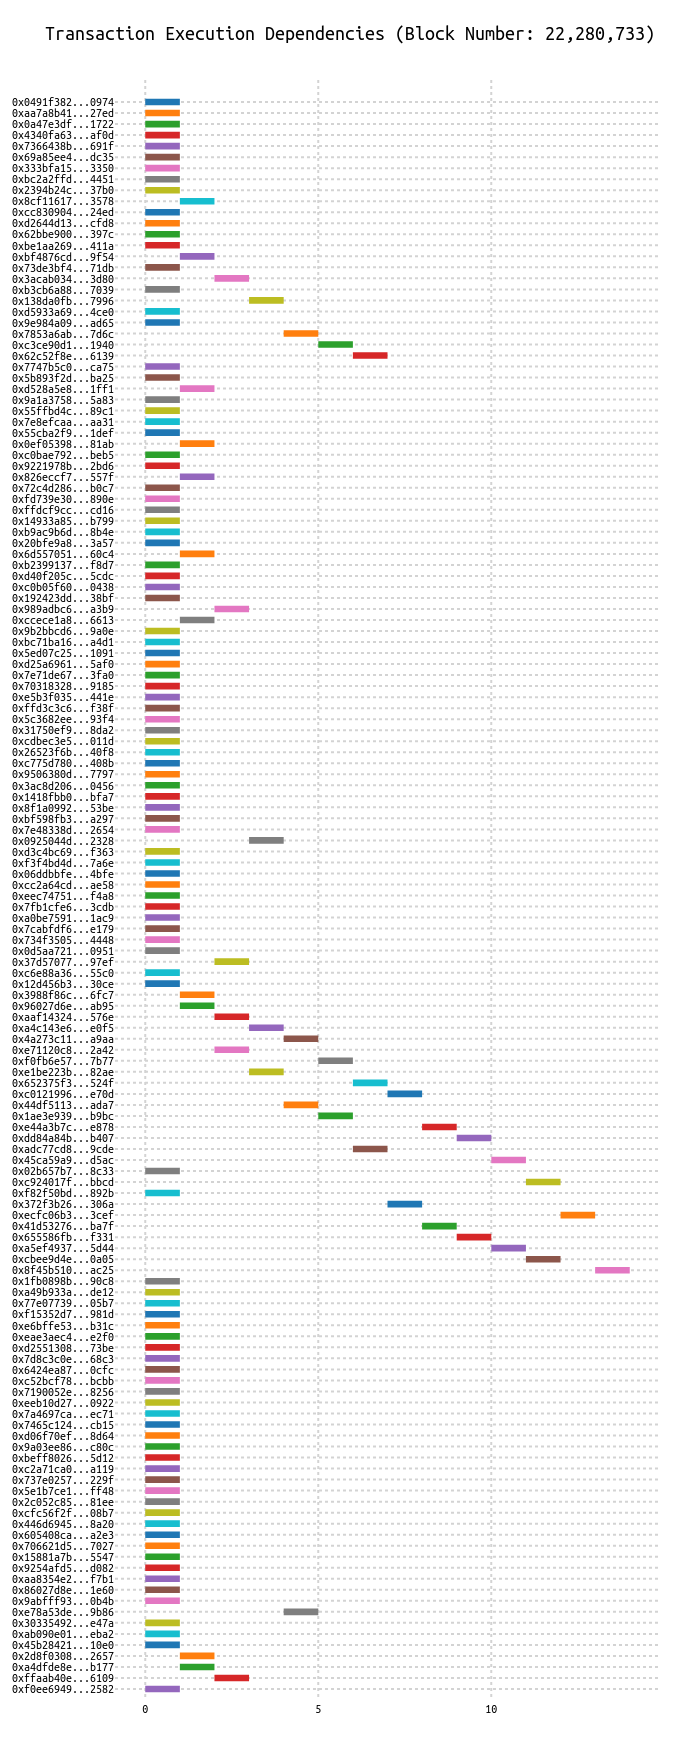 Transaction Execution Dependencies (Block Number: 22,280,733)
0x0491f382...0974
0xaa7a8b41...27ed
0x0a47e3df...1722
0x4340fa63...af0d
0x7366438b...691f
0x69a85ee4...dc35
0x333bfa15...3350
0xbc2a2ffd...4451
0x2394b24c...37b0
0x8cf11617...3578
0xcc830904...24ed
0xd2644d13...cfd8
0x62bbe900...397c
0xbe1aa269...411a
0xbf4876cd...9f54
0x73de3bf4...71db
0x3acab034...3d80
0xb3cb6a88...7039
0x138da0fb...7996
0xd5933a69...4ce0
0x9e984a09...ad65
0x7853a6ab...7d6c
0xc3ce90d1...1940
0x62c52f8e...6139
0x7747b5c0...ca75
0x5b893f2d...ba25
0xd528a5e8...1ff1
0x9a1a3758...5a83
0x55ffbd4c...89c1
0x7e8efcaa...aa31
0x55cba2f9...1def
0x0ef05398...81ab
0xc0bae792...beb5
0x9221978b...2bd6
0x826eccf7...557f
0x72c4d286...b0c7
0xfd739e30...890e
0xffdcf9cc...cd16
0x14933a85...b799
0xb9ac9b6d...8b4e
0x20bfe9a8...3a57
0x6d557051...60c4
0xb2399137...f8d7
0xd40f205c...5cdc
0xc0b05f60...0438
0x192423dd...38bf
0x989adbc6...a3b9
0xccece1a8...6613
0x9b2bbcd6...9a0e
0xbc71ba16...a4d1
0x5ed07c25...1091
0xd25a6961...5af0
0x7e71de67...3fa0
0x70318328...9185
0xe5b3f035...441e
0xffd3c3c6...f38f
0x5c3682ee...93f4
0x31750ef9...8da2
0xcdbec3e5...011d
0x26523f6b...40f8
0xc775d780...408b
0x9506380d...7797
0x3ac8d206...0456
0x1418fbb0...bfa7
0x8f1a0992...53be
0xbf598fb3...a297
0x7e48338d...2654
0x0925044d...2328
0xd3c4bc69...f363
0xf3f4bd4d...7a6e
0x06ddbbfe...4bfe
0xcc2a64cd...ae58
0xeec74751...f4a8
0x7fb1cfe6...3cdb
0xa0be7591...1ac9
0x7cabfdf6...e179
0x734f3505...4448
0x0d5aa721...0951
0x37d57077...97ef
0xc6e88a36...55c0
0x12d456b3...30ce
0x3988f86c...6fc7
0x96027d6e...ab95
0xaaf14324...576e
0xa4c143e6...e0f5
0x4a273c11...a9aa
0xe71120c8...2a42
0xf0fb6e57...7b77
0xe1be223b...82ae
0x652375f3...524f
0xc0121996...e70d
0x44df5113...ada7
0x1ae3e939...b9bc
0xe44a3b7c...e878
0xdd84a84b...b407
0xadc77cd8...9cde
0x45ca59a9...d5ac
0x02b657b7...8c33
0xc924017f...bbcd
0xf82f50bd...892b
0x372f3b26...306a
0xecfc06b3...3cef
0x41d53276...ba7f
0x655586fb...f331
0xa5ef4937...5d44
0xcbee9d4e...0a05
0x8f45b510...ac25
0x1fb0898b...90c8
0xa49b933a...de12
0x77e07739...05b7
0xf15352d7...981d
0xe6bffe53...b31c
0xeae3aec4...e2f0
0xd2551308...73be
0x7d8c3c0e...68c3
0x6424ea87...0cfc
0xc52bcf78...bcbb
0x7190052e...8256
0xeeb10d27...0922
0x7a4697ca...ec71
0x7465c124...cb15
0xd06f70ef...8d64
0x9a03ee86...c80c
0xbeff8026...5d12
0xc2a71ca0...a119
0x737e0257...229f
0x5e1b7ce1...ff48
0x2c052c85...81ee
0xcfc56f2f...08b7
0x446d6945...8a20
0x605408ca...a2e3
0x706621d5...7027
0x15881a7b...5547
0x9254afd5...d082
0xaa8354e2...f7b1
0x86027d8e...1e60
0x9abfff93...0b4b
0xe78a53de...9b86
0x30335492...e47a
0xab090e01...eba2
0x45b28421...10e0
0x2d8f0308...2657
0xa4dfde8e...b177
0xffaab40e...6109
0xf0ee6949...2582
0 5 10